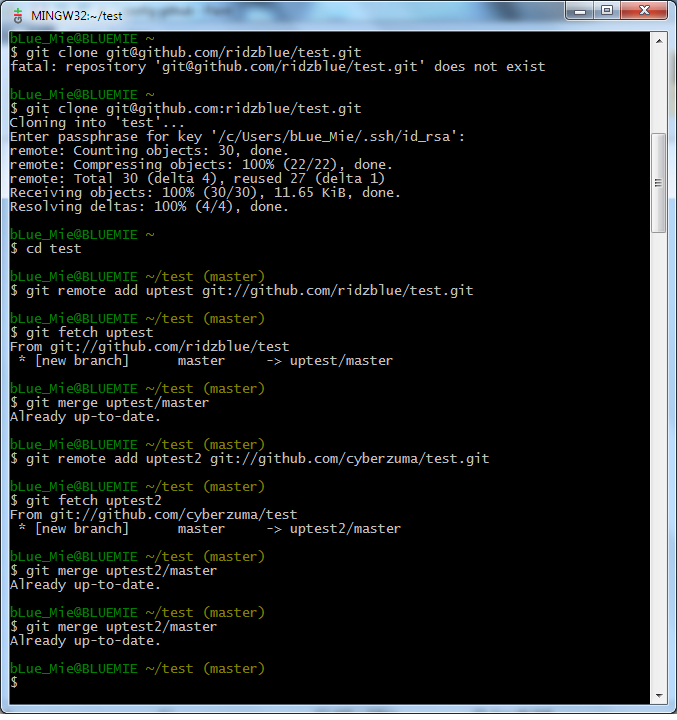 MINGW32:~/test
bLue_Mie@BLUEMIE ~
$ git clone git@github.com/ridzblue/test.git
fatal: repository 'git@github.com/ridzblue/test.git' does not exist
bLue_Mie@BLUEMIE ~
$ git clone git@github.com:ridzblue/test.git
Cloning into 'test'...
Enter passphrase for key '/c/Users/bLue_Mie/.ssh/id_rsa':
remote: Counting objects: 30, done.
remote: Compressing objects: 100% (22/22), done.
remote: Total 30 (delta 4), reused 27 (delta 1)
Receiving objects: 100% (30/30), 11.65 KiB, done.
Resolving deltas: 100% (4/4), done.
bLue_Mie@BLUEMIE ~
$ cd test
bLue_Mie@BLUEMIE ~/test (master)
$ git remote add uptest git://github.com/ridzblue/test.git
bLue_Mie@BLUEMIE ~/test (master)
$ git fetch uptest
From git://github.com/ridzblue/test
 * [new branch]      master     -> uptest/master
bLue_Mie@BLUEMIE ~/test (master)
$ git merge uptest/master
Already up-to-date.
bLue_Mie@BLUEMIE ~/test (master)
$ git remote add uptest2 git://github.com/cyberzuma/test.git
bLue_Mie@BLUEMIE ~/test (master)
$ git fetch uptest2
From git://github.com/cyberzuma/test
 * [new branch]      master     -> uptest2/master
bLue_Mie@BLUEMIE ~/test (master)
$ git merge uptest2/master
Already up-to-date.
bLue_Mie@BLUEMIE ~/test (master)
$ git merge uptest2/master
Already up-to-date.
bLue_Mie@BLUEMIE ~/test (master)
$